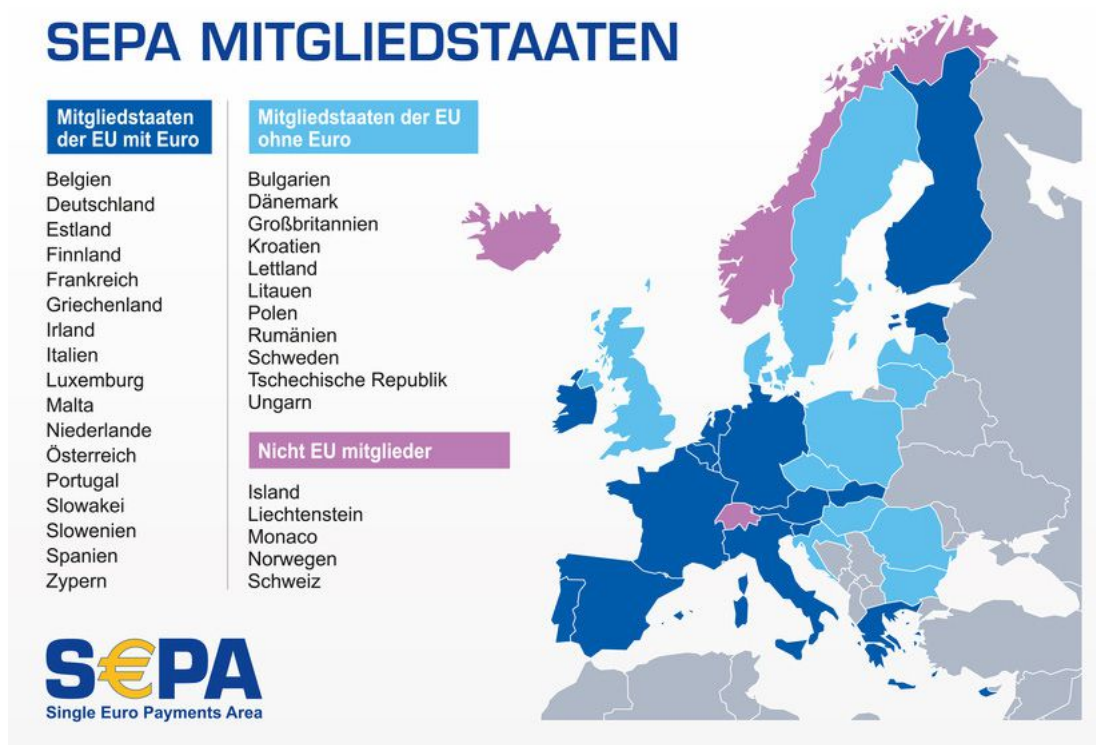 SEPA MITGLIEDSTAATEN
Mitgliedstaaten
der EU mit Euro
Belgien
Deutschland
Estland
Finnland
Frankreich
Griechenland
Irland
Italien
Luxemburg
Malta
Niederlande
Österreich
Portugal
Slowakei
Slowenien
Spanien
Zypern
Mitgliedstaaten der EU
ohne Euro
Bulgarien
Dänemark
Großbritannien
Kroatien
Lettland
Litauen
Polen
Rumänien
Schweden
Tschechische Republik
Ungarn
Nicht EU mitglieder
Island
Liechtenstein
Monaco
Norwegen
Schweiz
S€PA
Single Euro Payments Area